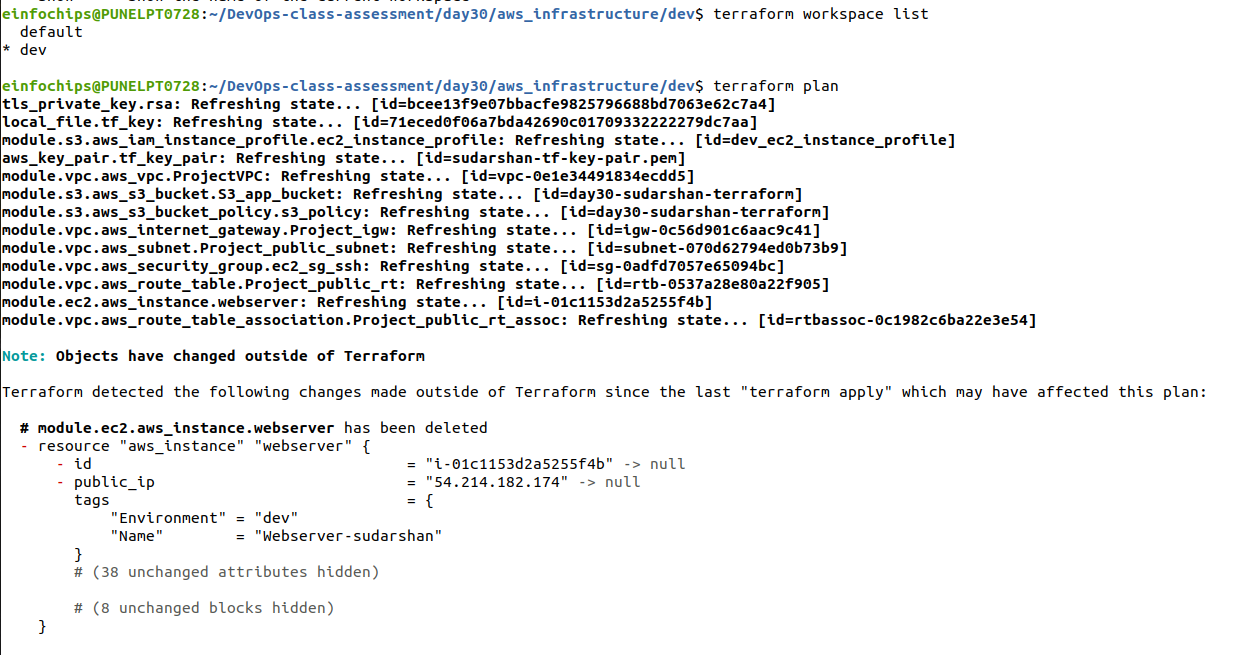 einfochips@PUNELPT0728:~/DevOps-class-assessment/day30/aws_infrastructure/dev$ terraform workspace list
  default
* dev
einfochips@PUNELPT0728:~/DevOps-class-assessment/day30/aws_infrastructure/dev$ terraform plan
tls_private_key.rsa: Refreshing state... [id=bcee13f9e07bbacfe9825796688bd7063e62c7a4]
local_file.tf_key: Refreshing state... [id=71eced0f06a7bda42690c01709332222279dc7aa]
module.s3.aws_iam_instance_profile.ec2_instance_profile: Refreshing state... [id=dev_ec2_instance_profile]
aws_key_pair.tf_key_pair: Refreshing state... [id=sudarshan-tf-key-pair.pem]
module.vpc.aws_vpc.ProjectVPC: Refreshing state... [id=vpc-0e1e34491834ecdd5]
module.s3.aws_s3_bucket.S3_app_bucket: Refreshing state... [id=day30-sudarshan-terraform]
module.s3.aws_s3_bucket_policy.s3_policy: Refreshing state... [id=day30-sudarshan-terraform]
module.vpc.aws_internet_gateway.Project_igw: Refreshing state... [id=igw-0c56d901c6aac9c41]
module.vpc.aws_subnet.Project_public_subnet: Refreshing state... [id=subnet-070d62794ed0b73b9]
module.vpc.aws_security_group.ec2_sg_ssh: Refreshing state... [id=sg-0adfd7057e65094bc]
module.vpc.aws_route_table.Project_public_rt: Refreshing state... [id=rtb-0537a28e80a22f905]
module.ec2.aws_instance.webserver: Refreshing state... [id=i-01c1153d2a5255f4b]
module.vpc.aws_route_table_association.Project_public_rt_assoc: Refreshing state... [id=rtbassoc-0c1982c6ba22e3e54]
Note: Objects have changed outside of Terraform
Terraform detected the following changes made outside of Terraform since the last "terraform apply" which may have affected this plan:
  # module.ec2.aws_instance.webserver has been deleted
  - resource "aws_instance" "webserver" {
      - id                                   = "i-01c1153d2a5255f4b" -> null
      - public_ip                            = "54.214.182.174" -> null
        tags                                 = {
            "Environment" = "dev"
            "Name"        = "Webserver-sudarshan"
        }
        # (38 unchanged attributes hidden)
        # (8 unchanged blocks hidden)
    }